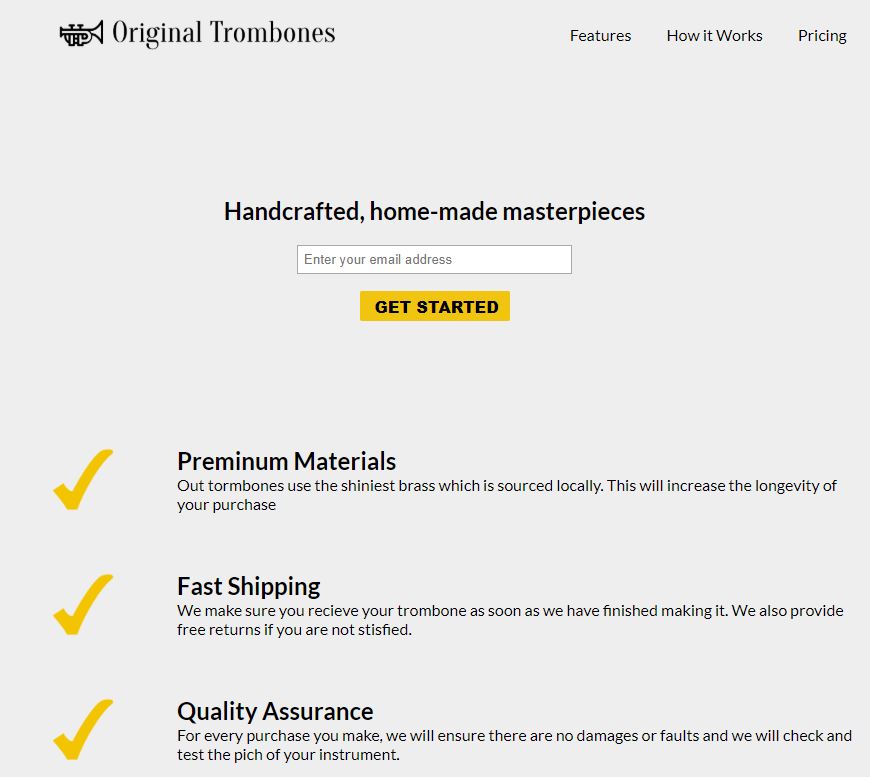 Original Trombones
Features
How it Works
Pricing
Handcrafted, home-made masterpieces
Enter your email address
GET STARTED
Preminum Materials
Out tormbones use the shiniest brass which is sourced locally. This will increase the longevity of
your purchase
Fast Shipping
We make sure you recieve your trombone as soon as we have finished making it. We also provide
free returns if you are not stisfied.
Quality Assurance
For every purchase you make, we will ensure there are no damages or faults and we will check and
test the pich of your instrument.